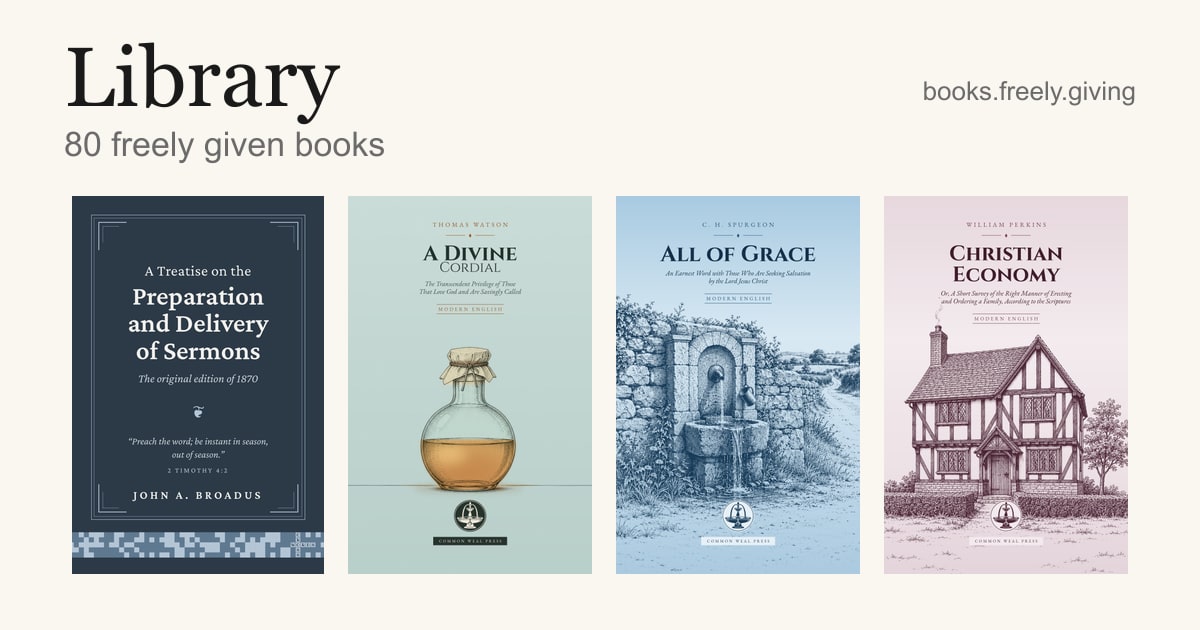 Library
80 freely given books
books.freely.giving
A Treatise on the
Preparation
and Delivery
of Sermons
The original edition of 1870
“Preach the word; be instant in season,
out of season.”
2 TIMOTHY 4:2
JOHN A. BROADUS
THOMAS WATSON
A DIVINE
CORDIAL
The Transcendent Privilege of Those
That Love God and Are Savingly Called
MODERN ENGLISH
COMMON WEAL PRESS
C. H. SPURGEON
ALL OF GRACE
An Earnest Word with Those Who Are Seeking Salvation
by the Lord Jesus Christ
MODERN ENGLISH
COMMON WEAL PRESS
WILLIAM PERKINS
CHRISTIAN
ECONOMY
Or, A Short Survey of the Right Manner of Erecting
and Ordering a Family, According to the Scriptures
MODERN ENGLISH
COMMON WEAL PRESS